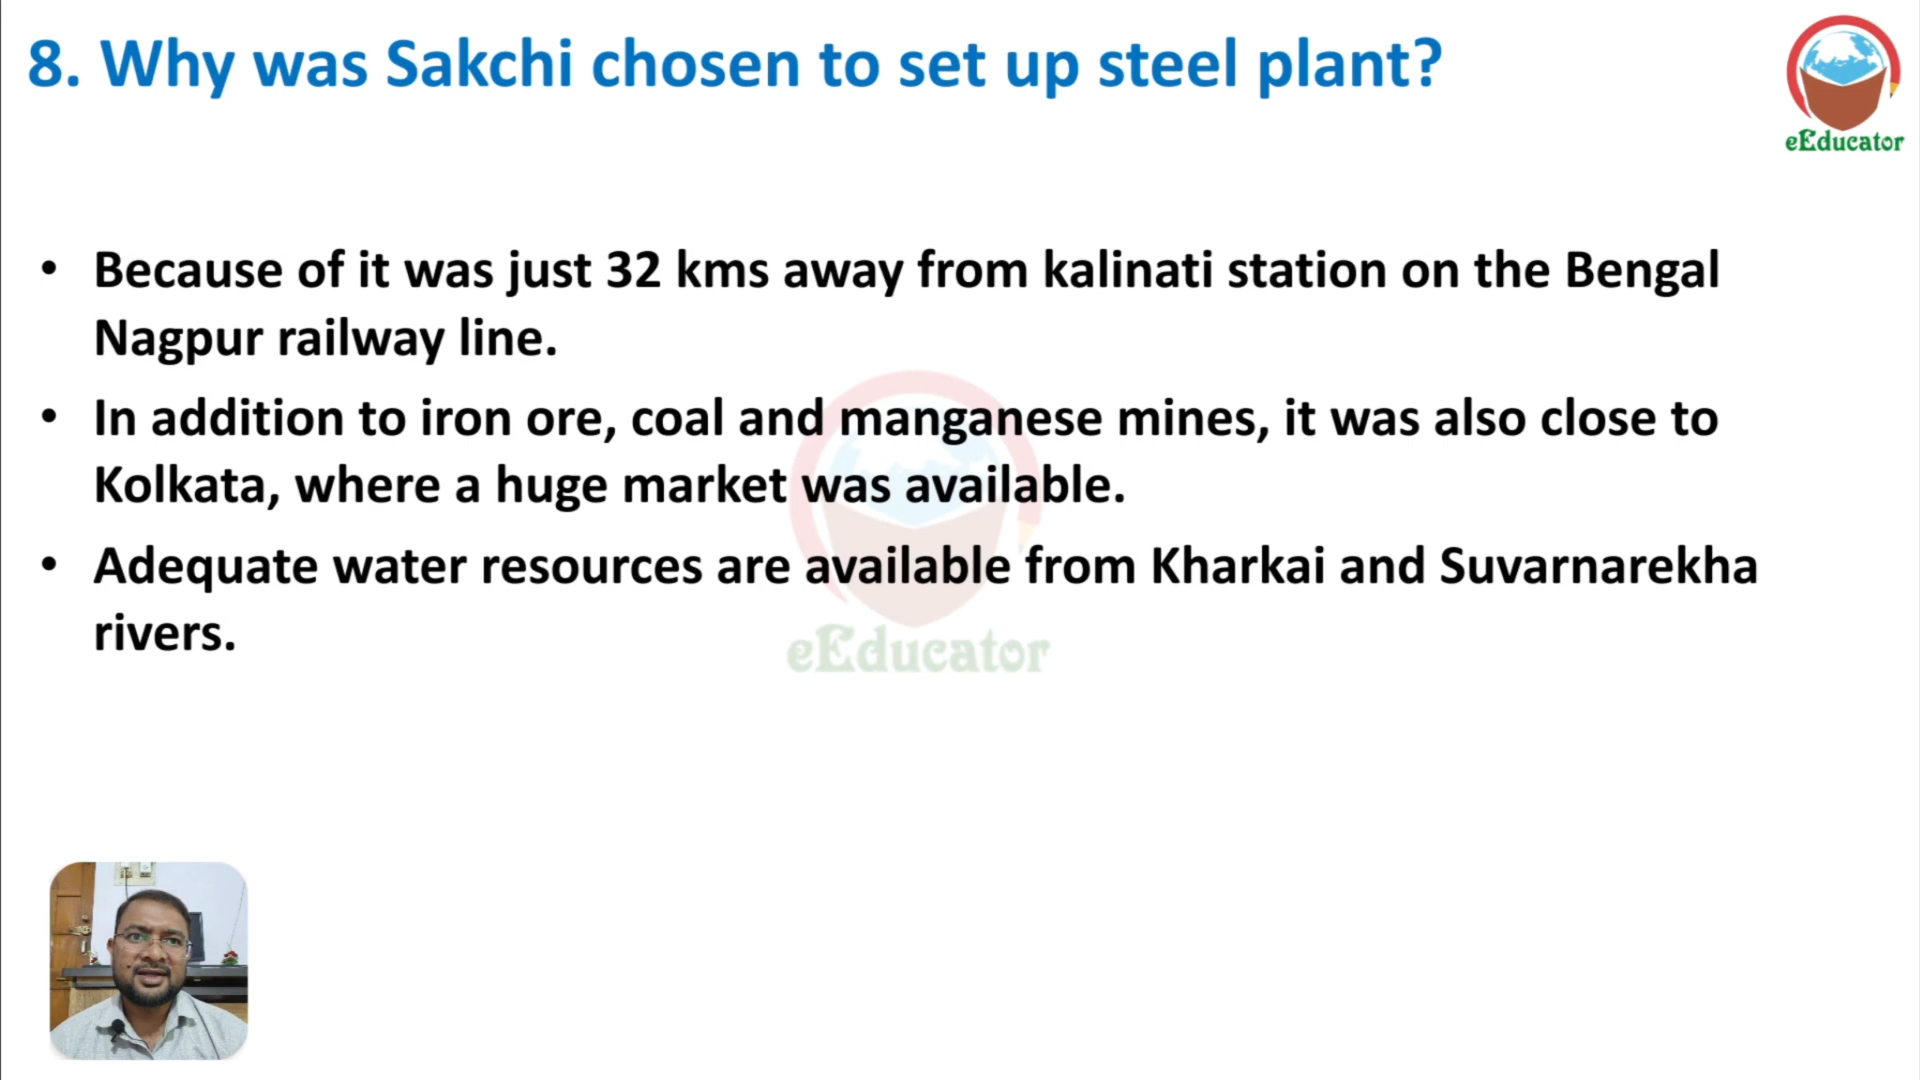 8. Why was Sakchi chosen to set up steel plant?
eEducator
• Because of it was just 32 kms away from kalinati station on the Bengal
Nagpur railway line.
• In addition to iron ore, coal and manganese mines, it was also close to
Kolkata, where a huge market was available.
• Adequate water resources are available from Kharkai and Suvarnarekha
rivers.
eEducator